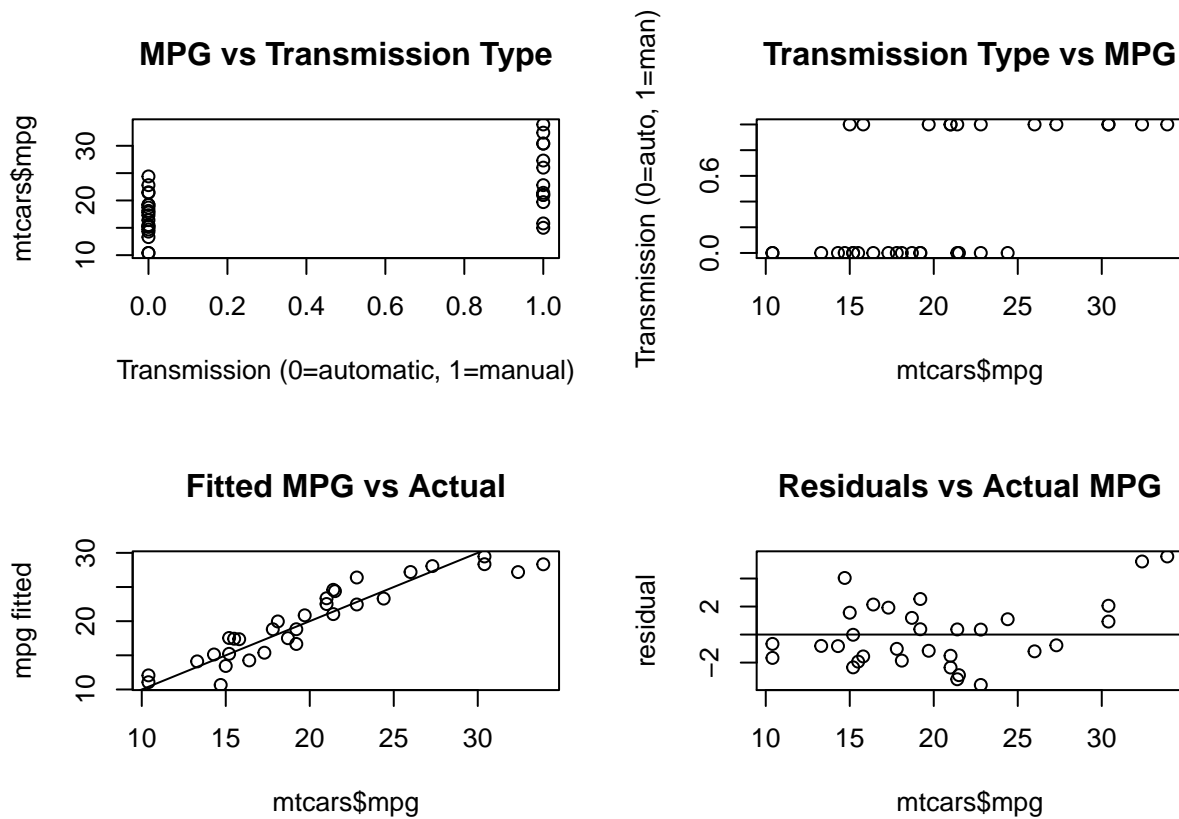 MPG vs Transmission Type
mtcars$mpg
10
20
30
0.0
0.2
0.4
0.6
0.8
1.0
Transmission (0=automatic, 1=manual)
Transmission Type vs MPG
Transmission (0=auto, 1=man)
0.0
0.6
10
15
20
25
30
mtcars$mpg
Fitted MPG vs Actual
mpg fitted
10
20
30
10
15
20
25
30
mtcars$mpg
Residuals vs Actual MPG
residual
−2
2
10
15
20
25
30
mtcars$mpg